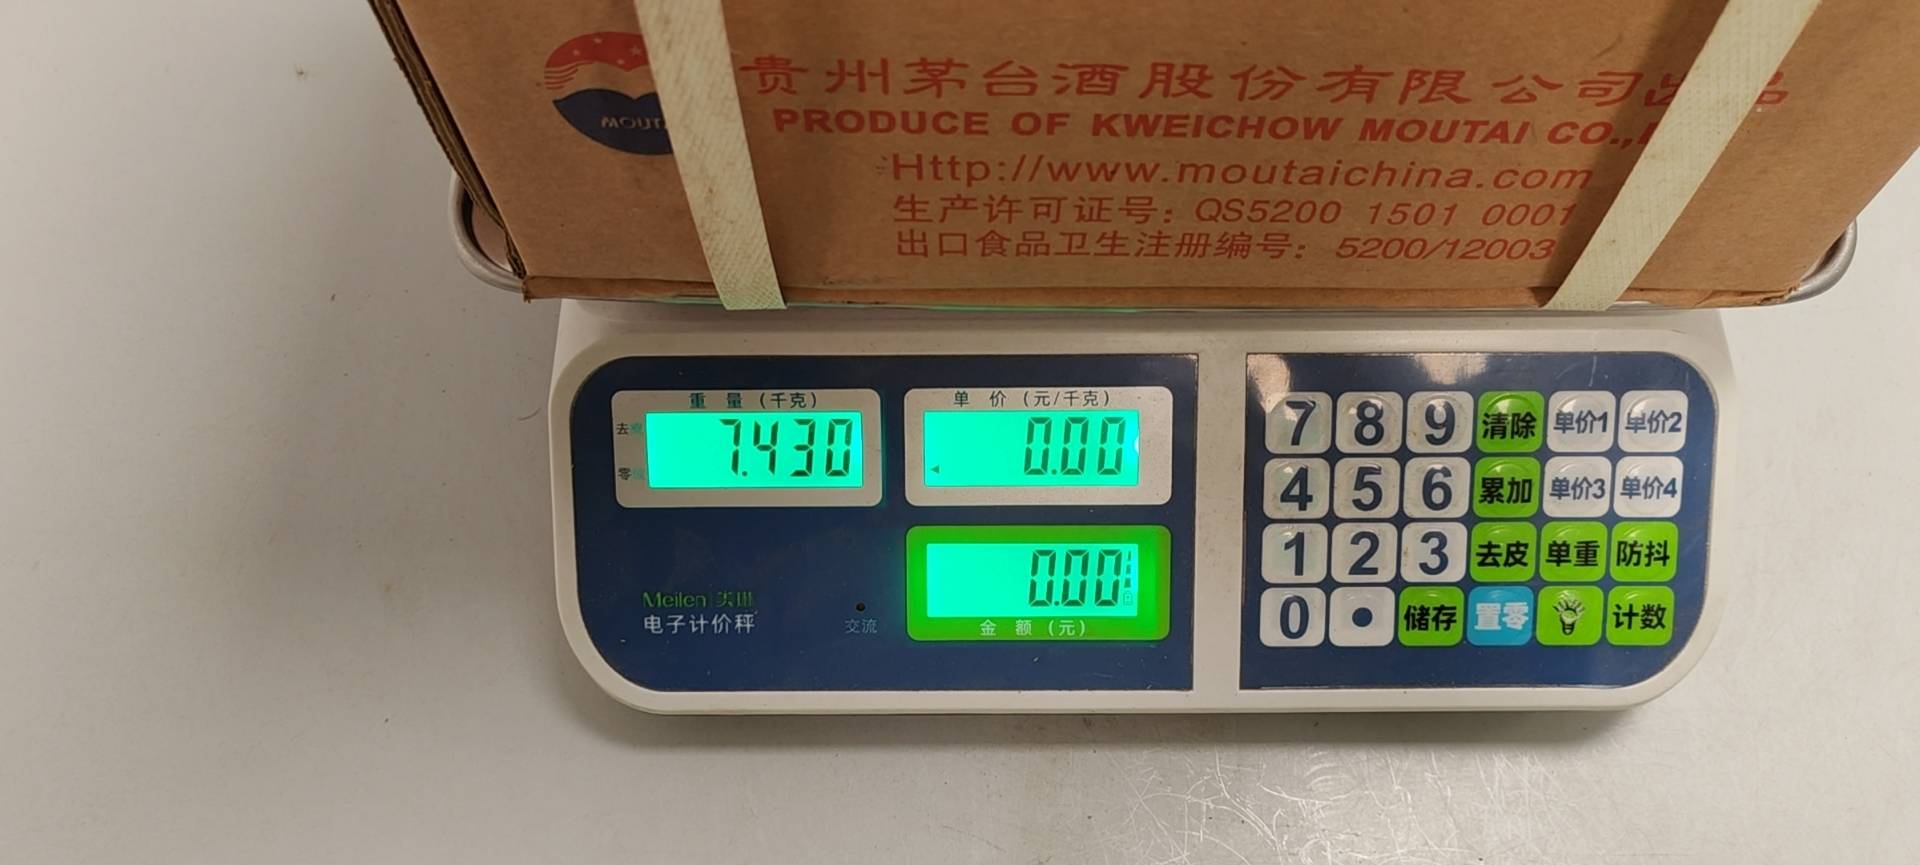 贵州茅台酒股份有限公司出品
MOUT
PRODUCE OF KWEICHOW MOUTAI CO.,
Http://www.moutaichina.com
生产许可证号: QS5200 1501 0001
出口食品卫生注册编号: 5200/12003
重 量 (千克)
去
7.430
零
单 价 (元/千克)
0.00
0.00
金 额 (元)
Meilen 美琳
电子计价秤
交流
7 8 9 清除 单价1 单价2
4 5 6 累加 单价3 单价4
1 2 3 去皮 单重 防抖
0 • 储存 置零 计数